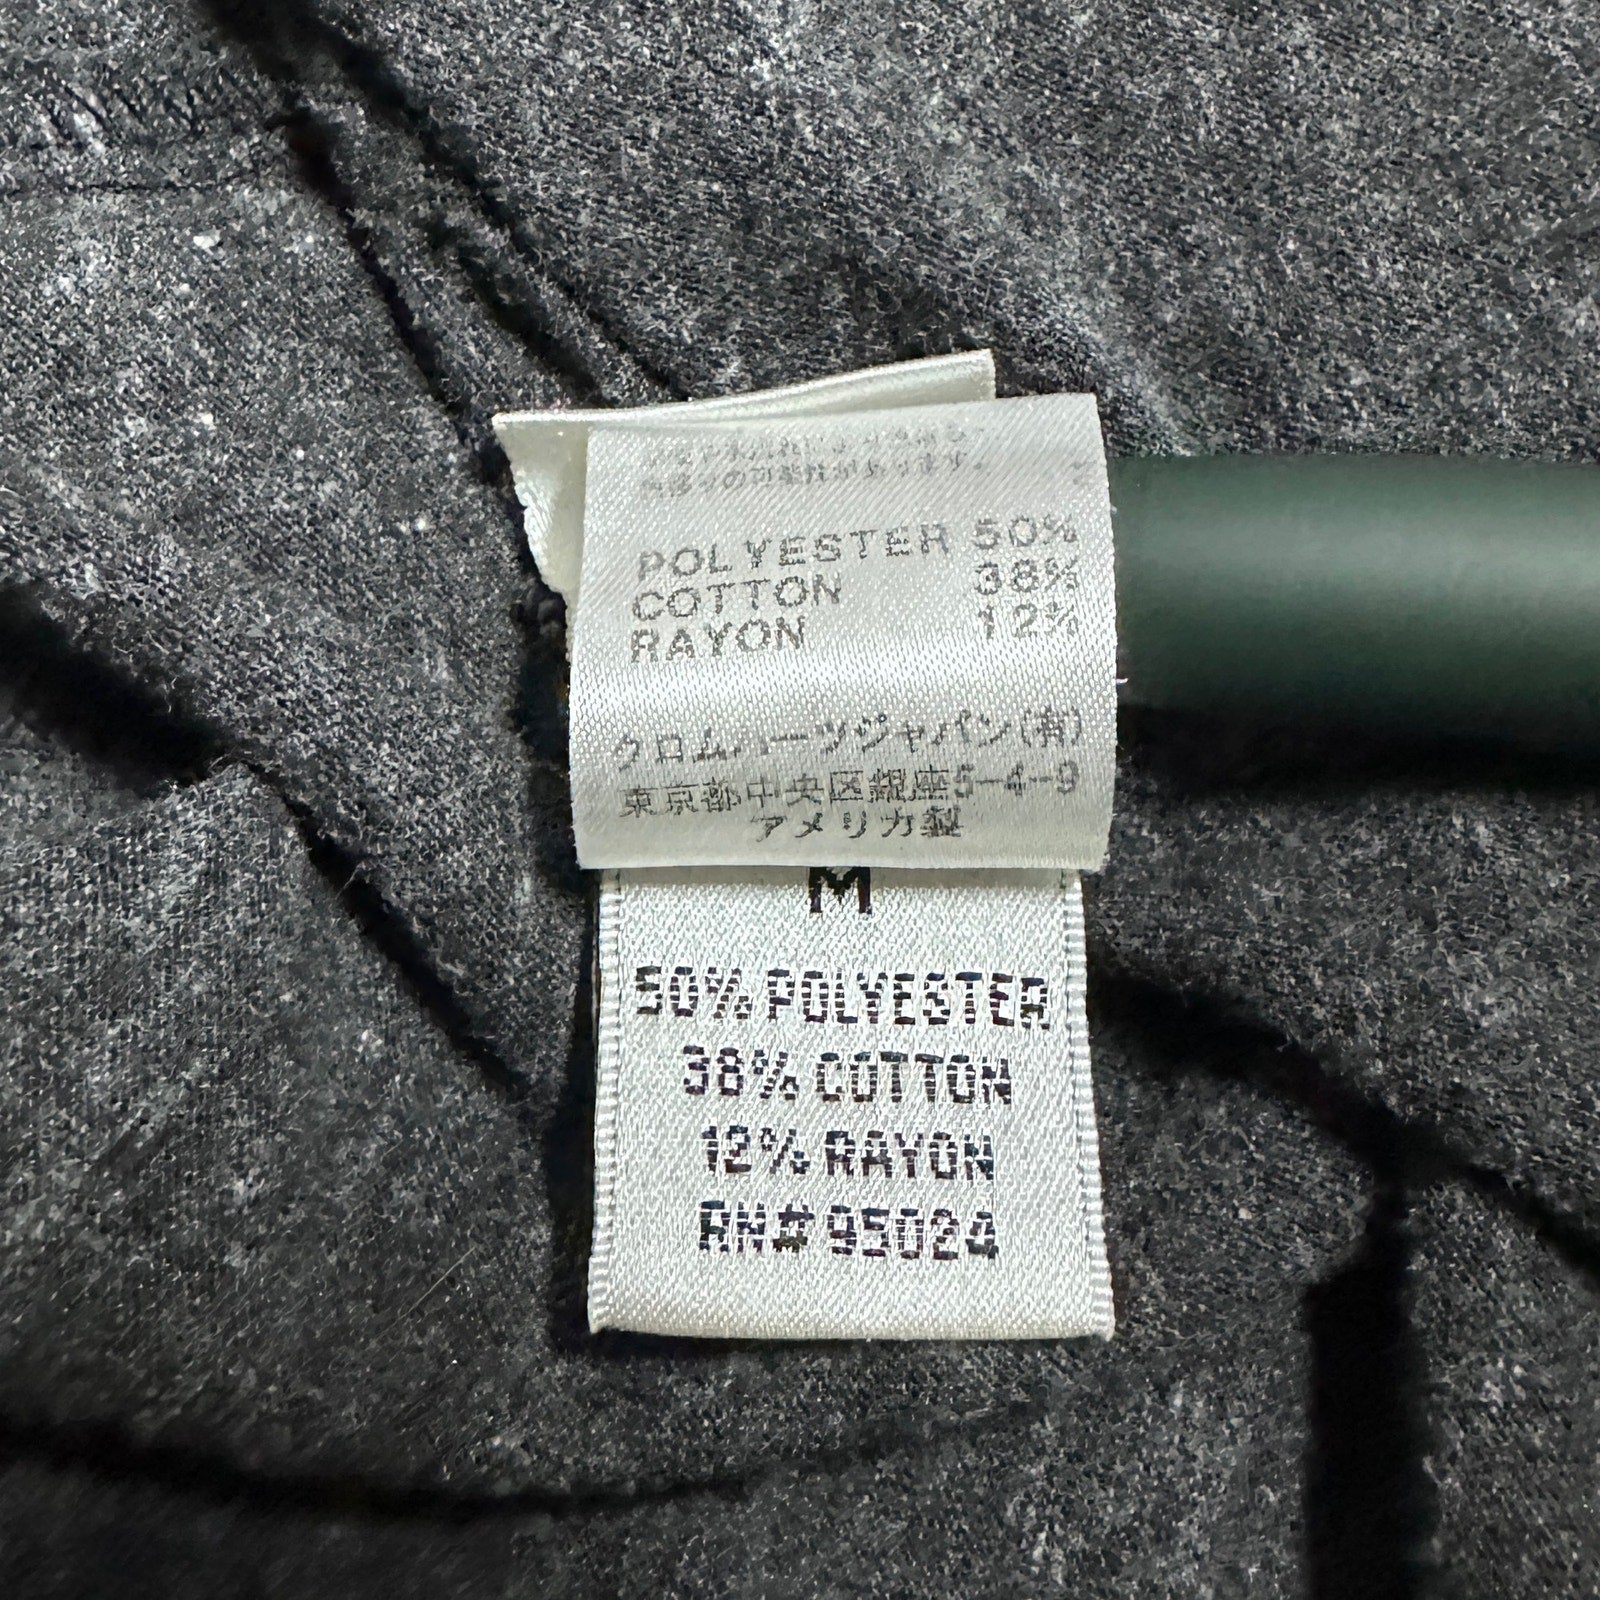 POLYESTER 50%
COTTON 38%
RAYON 12%
クロムハーツジャパン(有)
東京都中央区銀座5-4-9
アメリカ製
M
50% POLYESTER
38% COTTON
12% RAYON
RN# 95024